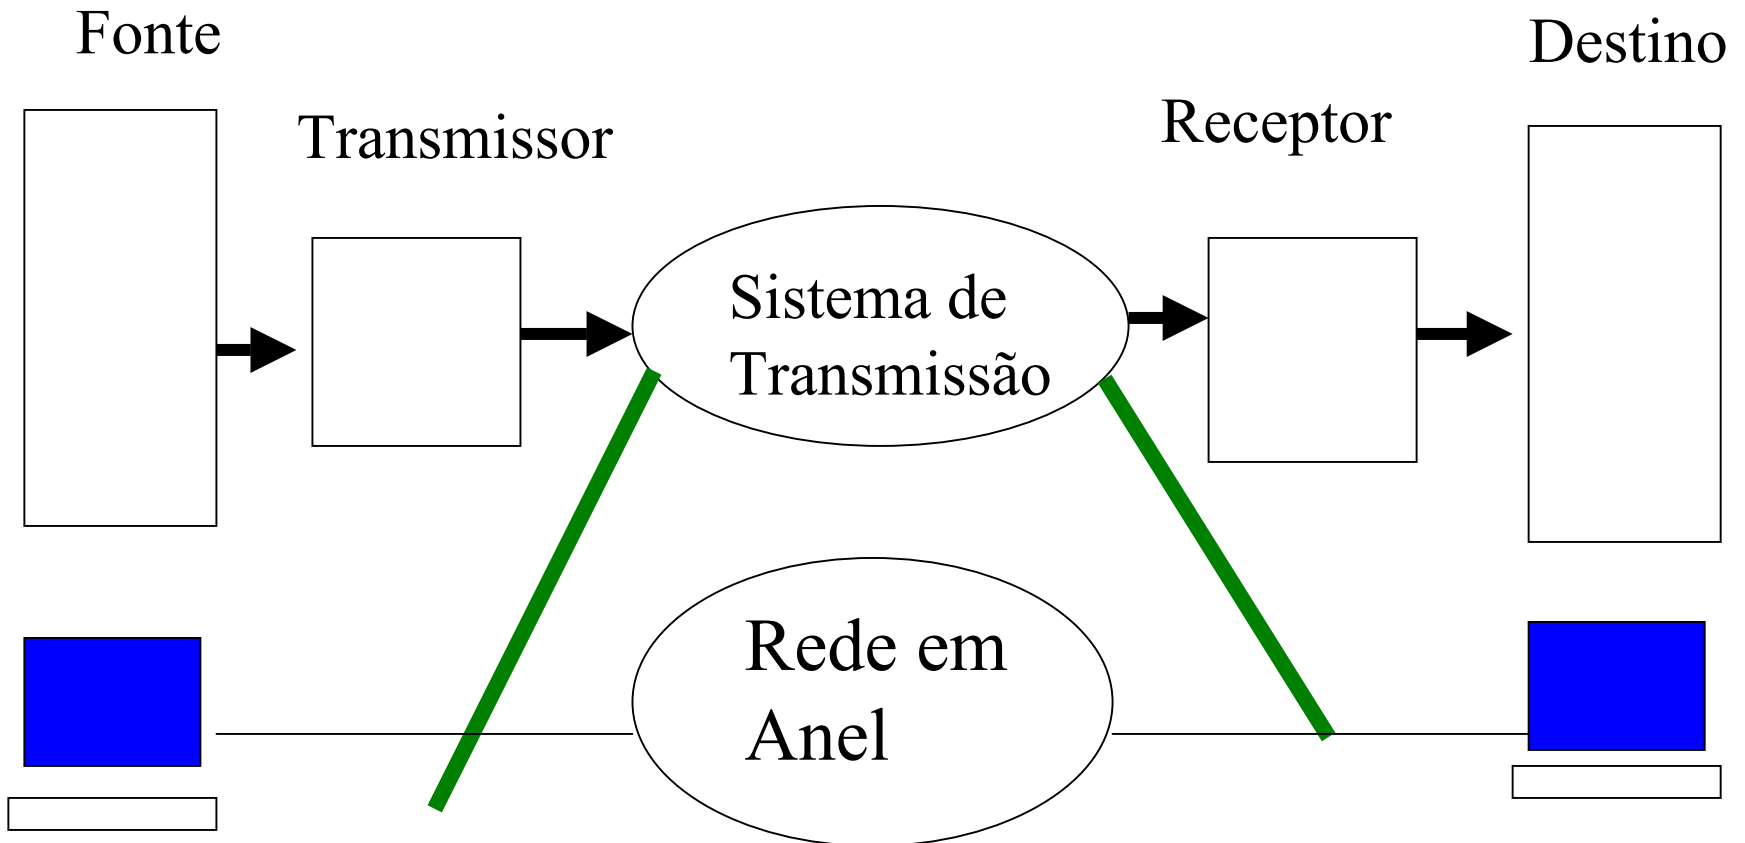 Fonte
Destino
Transmissor
Receptor
Sistema de
Transmissão
Rede em
Anel